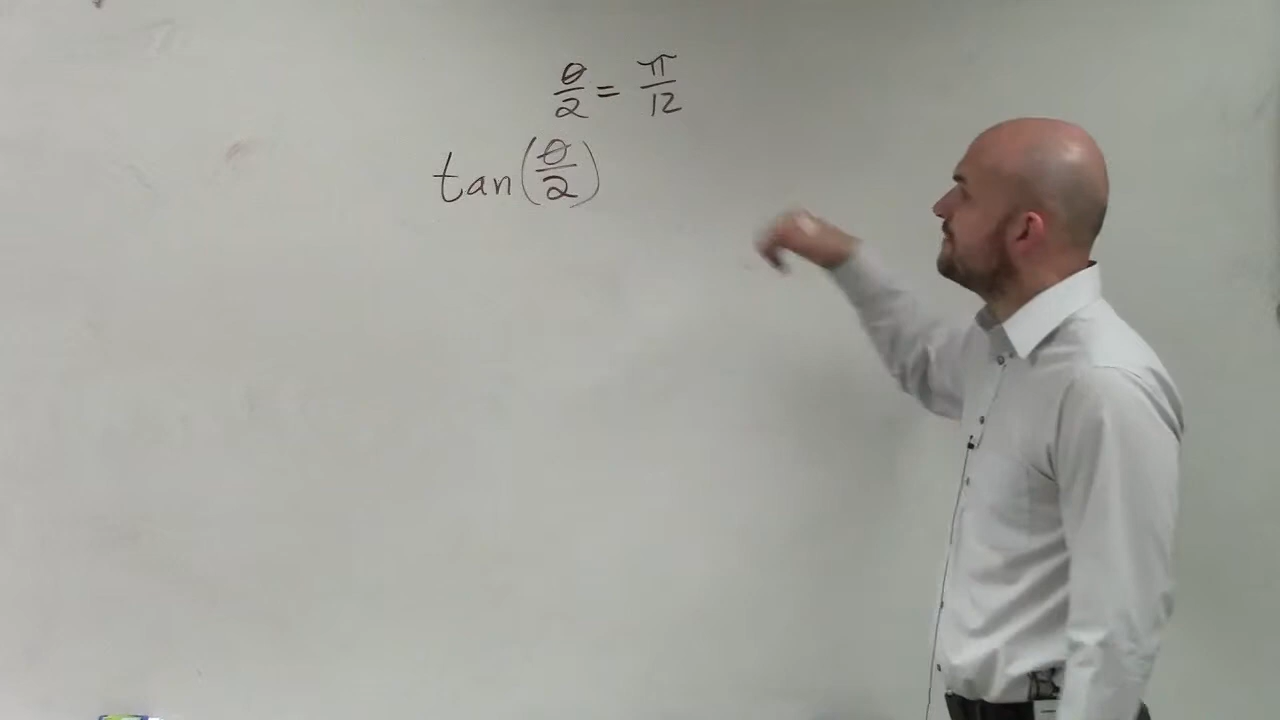 θ/2 = π/12
tan(θ/2)